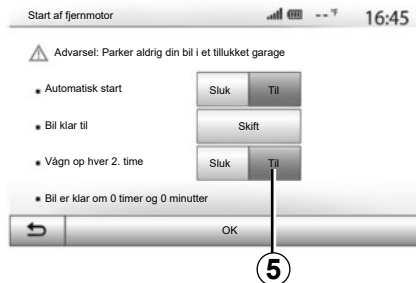 Start af fjernmotor
-- °F
16:45
Advarsel: Parker aldrig din bil i et tillukket garage
Automatisk start
Sluk
Til
Bil klar til
Skift
Vågn op hver 2. time
Sluk
Til
Bil er klar om 0 timer og 0 minutter
OK
5